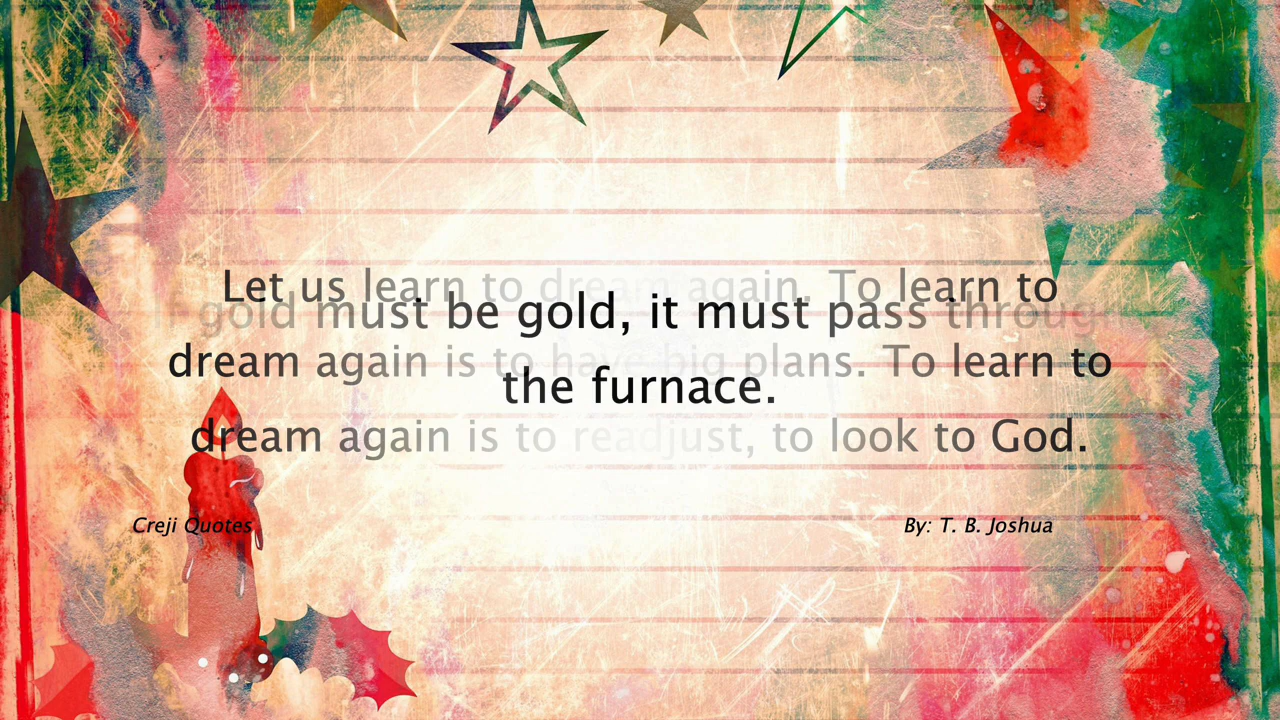 Let us learn to dream again. To learn to
If gold must be gold, it must pass through
dream again is to have big plans. To learn to
the furnace.
dream again is to readjust, to look to God.
Creji Quotes
By: T. B. Joshua